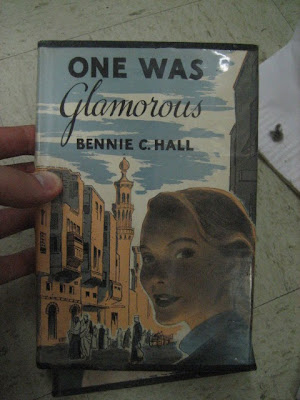 ONE WAS
Glamorous
BENNIE C. HALL